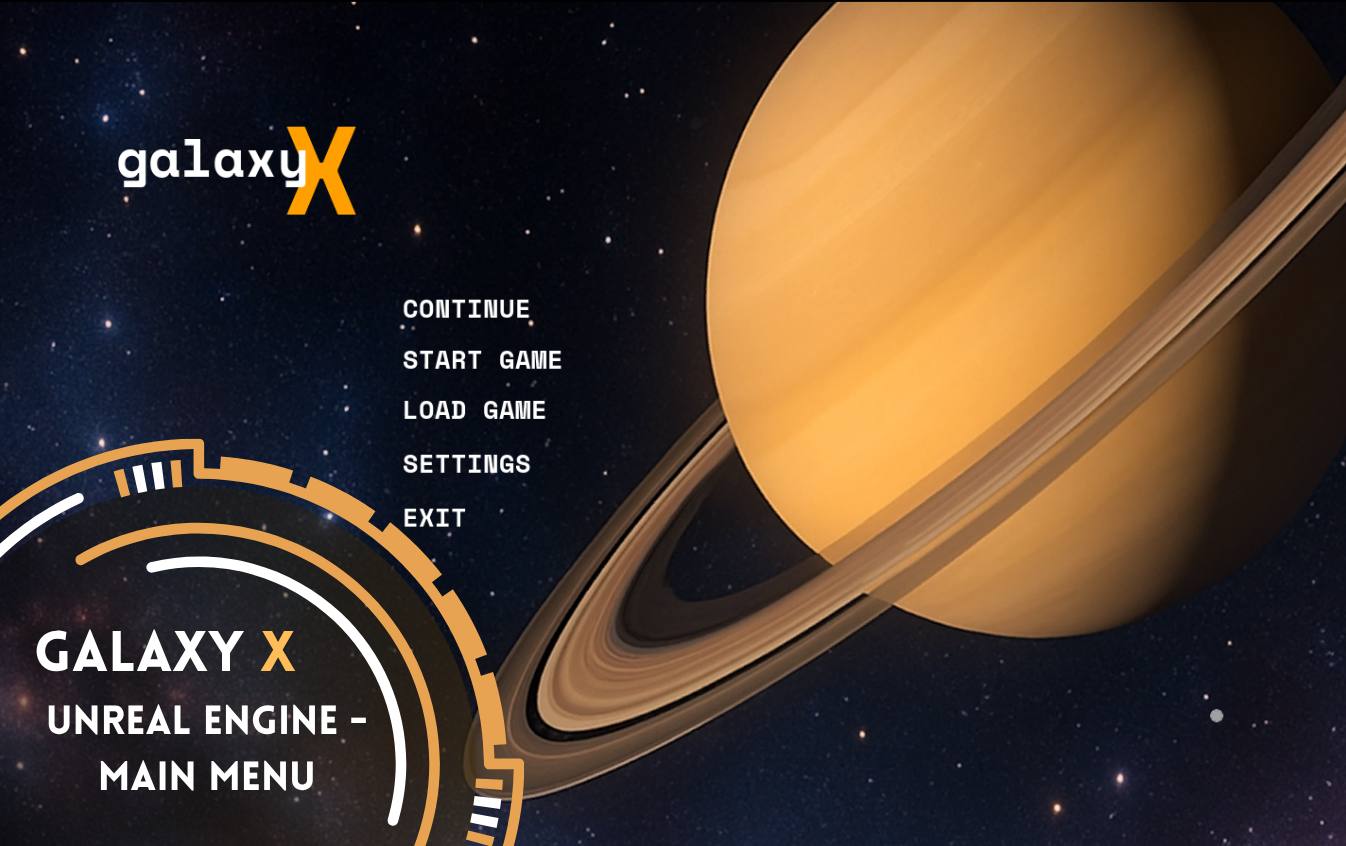 galaxyX
CONTINUE
START GAME
LOAD GAME
SETTINGS
EXIT
GALAXY X
UNREAL ENGINE -
MAIN MENU